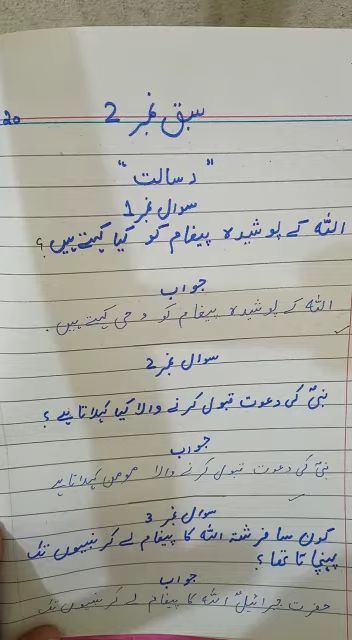 20
سبق نمبر 2
"رسالت"
سوال نمبر 1
اللہ کے پوشیدہ پیغام کو کیا کہتے ہیں؟
جواب
اللہ کے پوشیدہ پیغام کو وحی کہتے ہیں۔
سوال نمبر 2
نبیؐ کی دعوت قبول کرنے والا کیا کہلاتا ہے؟
جواب
نبیؐ کی دعوت قبول کرنے والا مومن کہلاتا ہے
سوال نمبر 3
کون سا فرشتہ اللہ کا پیغام لے کر نبیوں تک
پہنچاتا تھا؟
جواب
حضرت جبرائیلؑ اللہ کا پیغام لے کر نبیوں تک